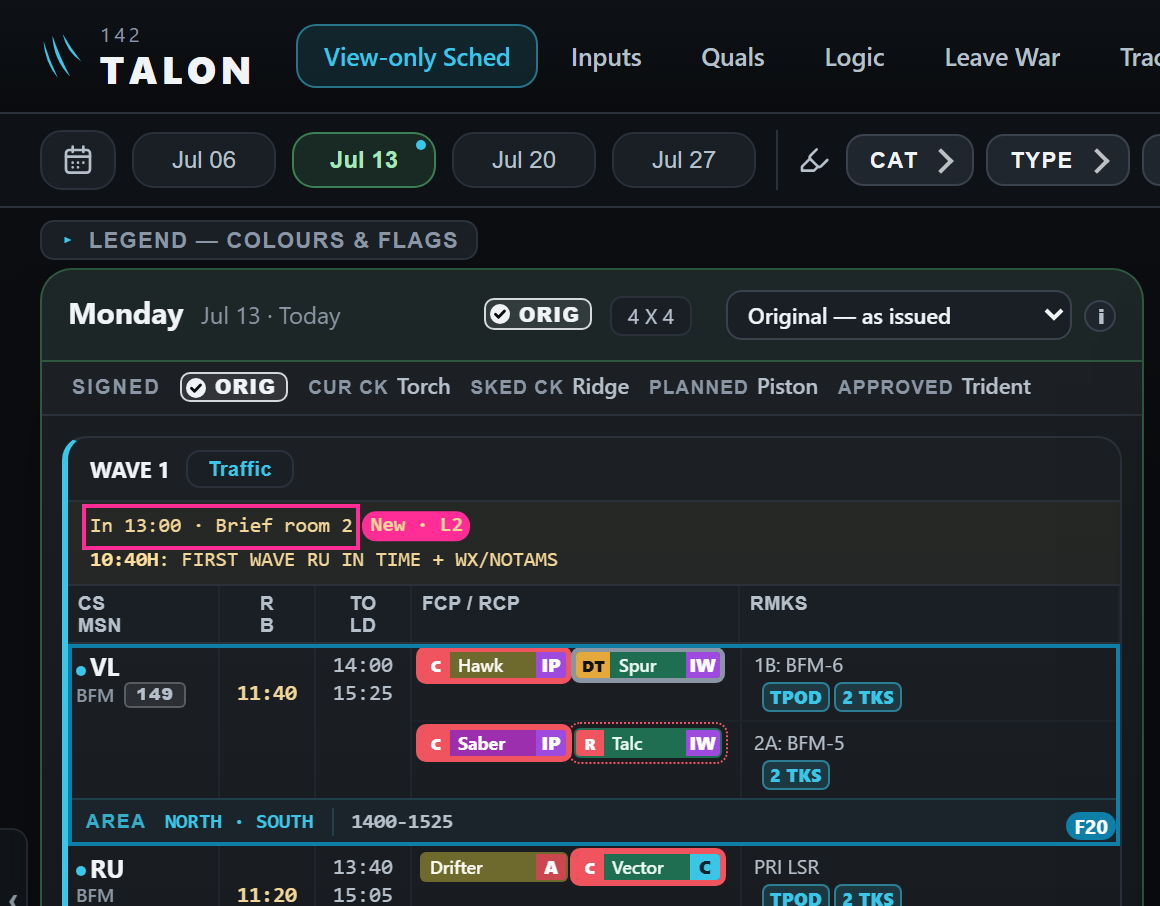 142
TALON
View-only Sched
Inputs
Quals
Logic
Leave War
Jul 06
Jul 13
Jul 20
Jul 27
CAT
TYPE
LEGEND — COLOURS & FLAGS
Monday Jul 13 · Today
ORIG
4 X 4
Original — as issued
i
SIGNED ORIG CUR CK Torch SKED CK Ridge PLANNED Piston APPROVED Trident
WAVE 1 Traffic
In 13:00 · Brief room 2 New · L2
10:40H: FIRST WAVE RU IN TIME + WX/NOTAMS
CS R TO FCP / RCP RMKS
MSN B LD
VL 14:00 C Hawk IP DT Spur IW 1B: BFM-6
BFM 149 11:40 15:25 TPOD 2 TKS
C Saber IP R Talc IW 2A: BFM-5
2 TKS
AREA NORTH · SOUTH 1400-1525 F20
RU 13:40 Drifter A C Vector C PRI LSR
BFM 11:20 15:05 TPOD 2 TKS